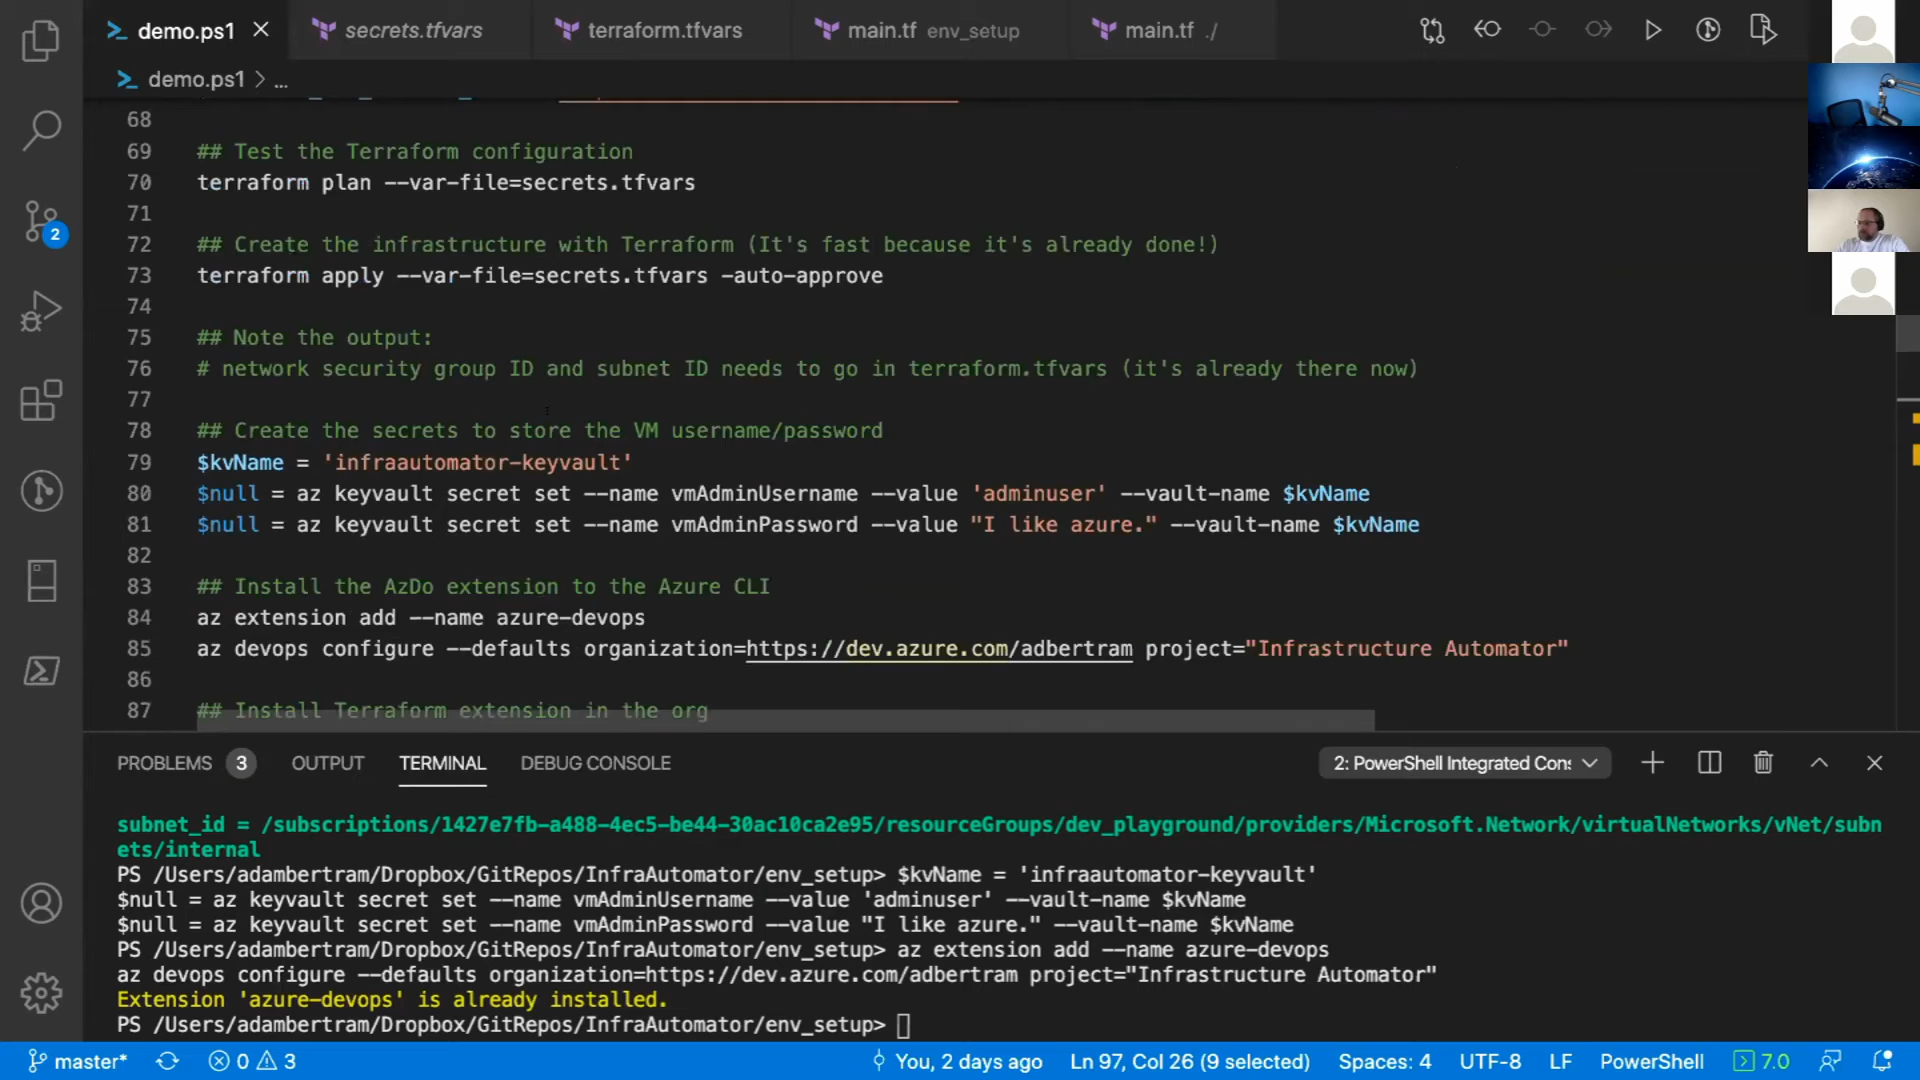 demo.ps1
secrets.tfvars
terraform.tfvars
main.tf env_setup
main.tf ./
demo.ps1 > ...
68
69 ## Test the Terraform configuration
70 terraform plan --var-file=secrets.tfvars
71
72 ## Create the infrastructure with Terraform (It's fast because it's already done!)
73 terraform apply --var-file=secrets.tfvars -auto-approve
74
75 ## Note the output:
76 # network security group ID and subnet ID needs to go in terraform.tfvars (it's already there now)
77
78 ## Create the secrets to store the VM username/password
79 $kvName = 'infraautomator-keyvault'
80 $null = az keyvault secret set --name vmAdminUsername --value 'adminuser' --vault-name $kvName
81 $null = az keyvault secret set --name vmAdminPassword --value "I like azure." --vault-name $kvName
82
83 ## Install the AzDo extension to the Azure CLI
84 az extension add --name azure-devops
85 az devops configure --defaults organization=https://dev.azure.com/adbertram project="Infrastructure Automator"
86
87 ## Install Terraform extension in the org
2
PROBLEMS 3 OUTPUT TERMINAL DEBUG CONSOLE
2: PowerShell Integrated Con
subnet_id = /subscriptions/1427e7fb-a488-4ec5-be44-30ac10ca2e95/resourceGroups/dev_playground/providers/Microsoft.Network/virtualNetworks/vNet/subn
ets/internal
PS /Users/adambertram/Dropbox/GitRepos/InfraAutomator/env_setup> $kvName = 'infraautomator-keyvault'
$null = az keyvault secret set --name vmAdminUsername --value 'adminuser' --vault-name $kvName
$null = az keyvault secret set --name vmAdminPassword --value "I like azure." --vault-name $kvName
PS /Users/adambertram/Dropbox/GitRepos/InfraAutomator/env_setup> az extension add --name azure-devops
az devops configure --defaults organization=https://dev.azure.com/adbertram project="Infrastructure Automator"
Extension 'azure-devops' is already installed.
PS /Users/adambertram/Dropbox/GitRepos/InfraAutomator/env_setup>
master* 0 3 You, 2 days ago Ln 97, Col 26 (9 selected) Spaces: 4 UTF-8 LF PowerShell 7.0